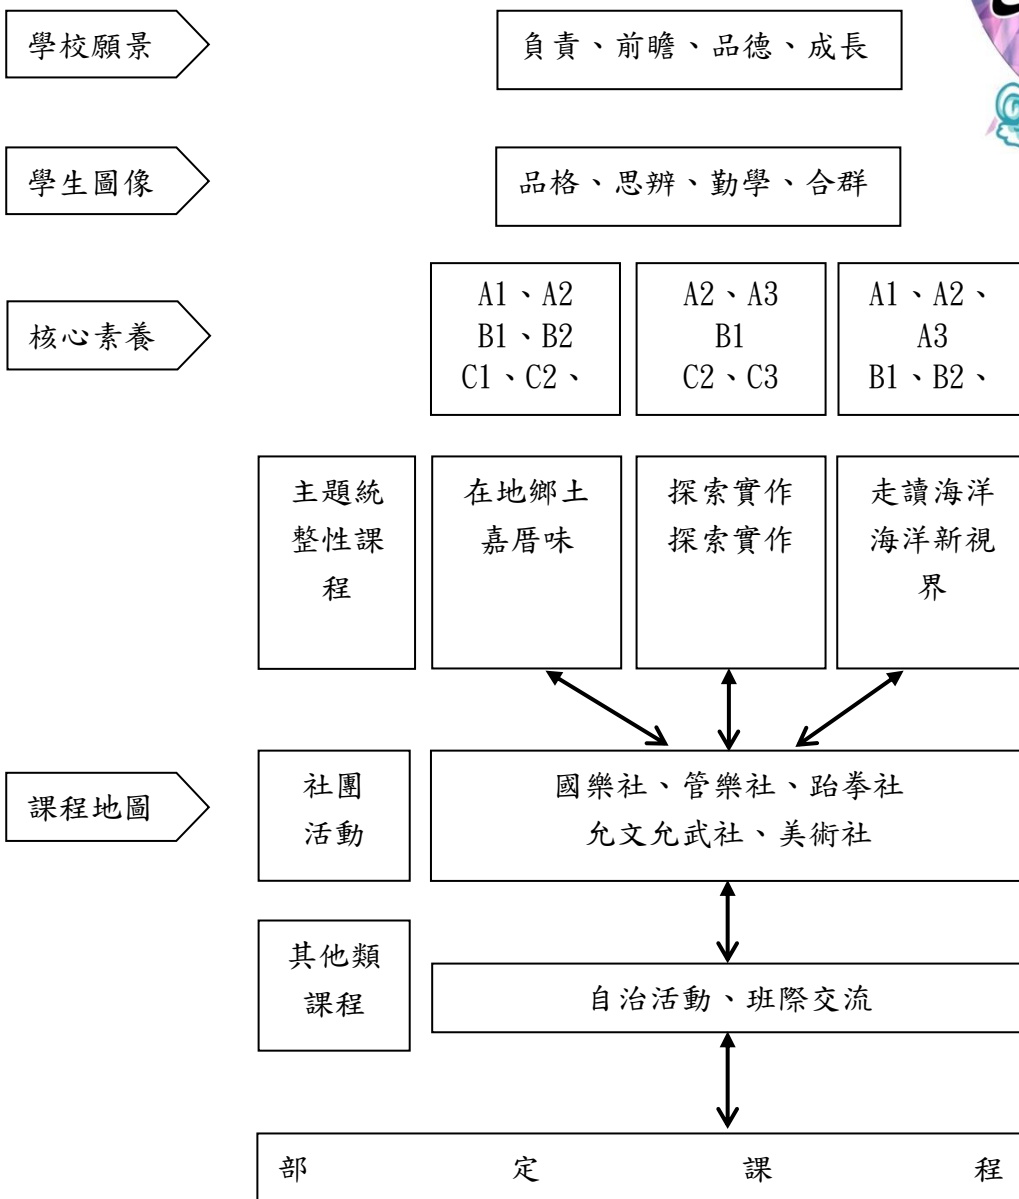 學校願景
負責、前瞻、品德、成長
學生圖像
品格、思辨、勤學、合群
核心素養
A1、A2
B1、B2
C1、C2、
A2、A3
B1
C2、C3
A1、A2、
A3
B1、B2、
主題統
整性課
程
在地鄉土
嘉厝味
探索實作
探索實作
走讀海洋
海洋新視
界
課程地圖
社團
活動
國樂社、管樂社、跆拳社
允文允武社、美術社
其他類
課程
自治活動、班際交流
部 定 課 程